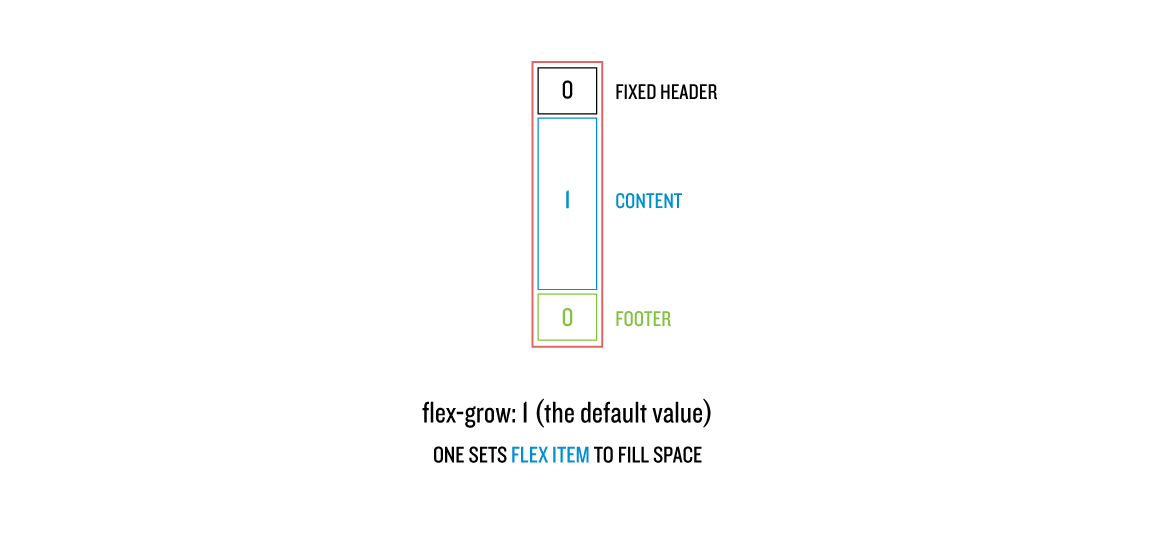 0 FIXED HEADER
1 CONTENT
0 FOOTER
flex-grow: 1 (the default value)
ONE SETS FLEX ITEM TO FILL SPACE